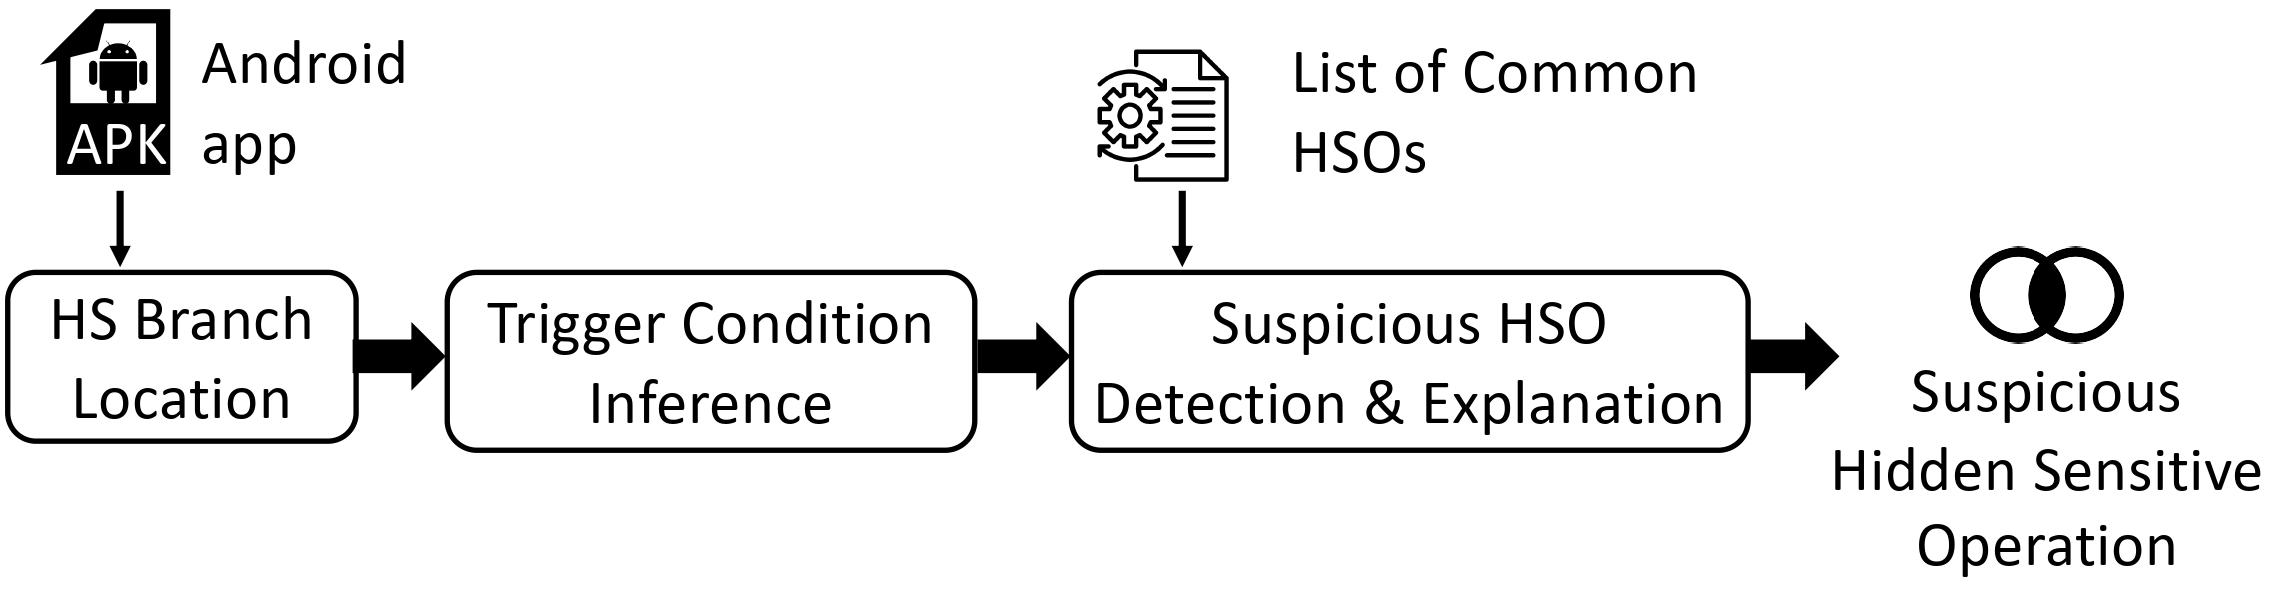 Android
app
APK
List of Common
HSOs
HS Branch
Location
Trigger Condition
Inference
Suspicious HSO
Detection & Explanation
Suspicious
Hidden Sensitive
Operation